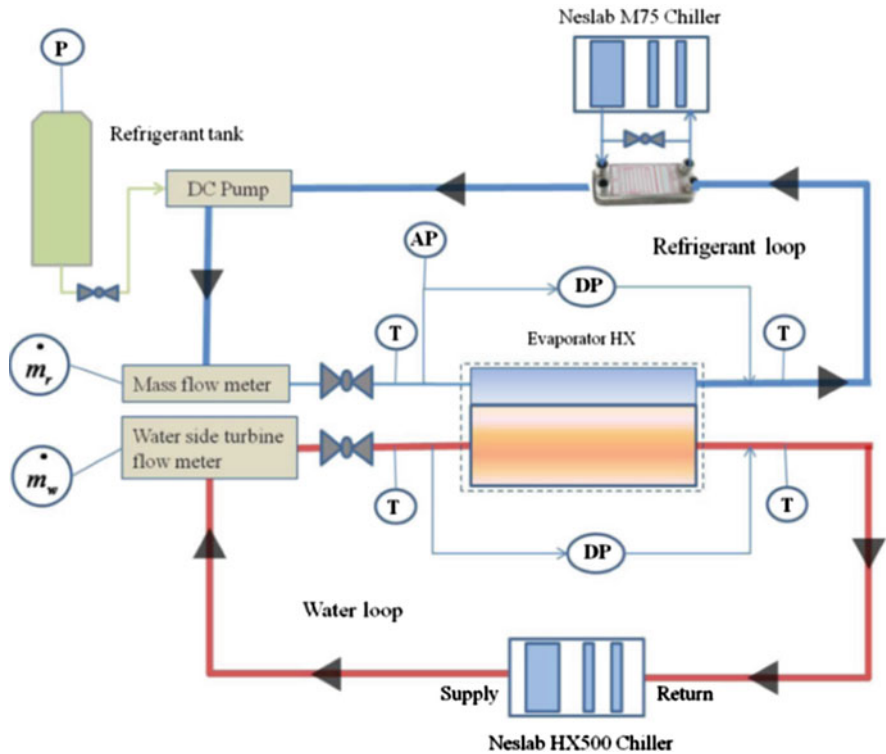 Neslab M75 Chiller
P
Refrigerant tank
DC Pump
AP
Refrigerant loop
DP
T
Evaporator HX
T
ṁr
Mass flow meter
Water side turbine
flow meter
ṁw
T
T
DP
Water loop
Supply
Return
Neslab HX500 Chiller